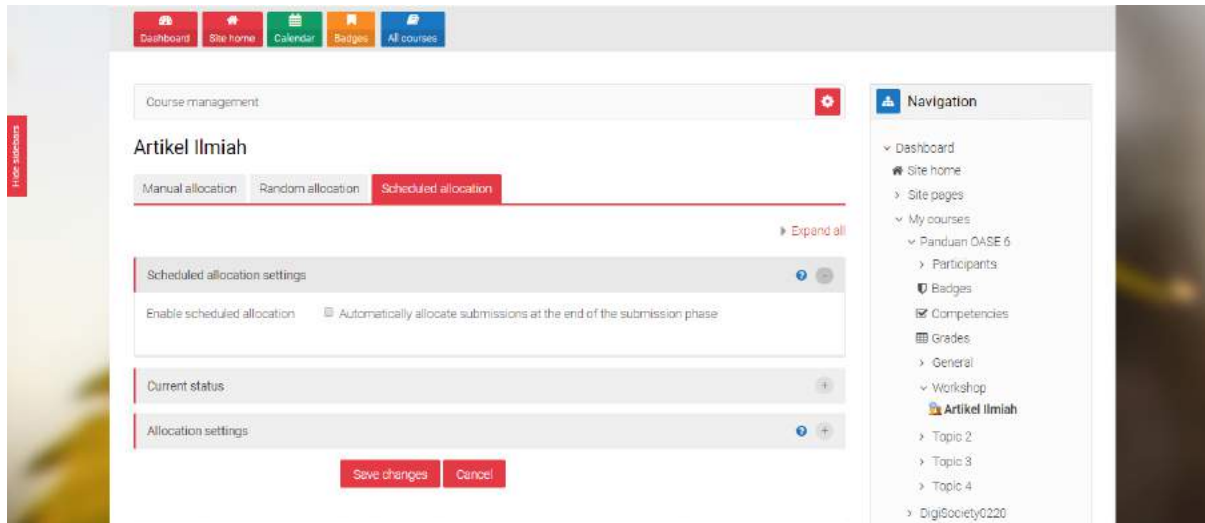 Dashboard
Site home
Calendar
Badges
All courses
Hide sidebars
Course management
Artikel Ilmiah
Manual allocation
Random allocation
Scheduled allocation
Expand all
Scheduled allocation settings
Enable scheduled allocation
Automatically allocate submissions at the end of the submission phase
Current status
Allocation settings
Save changes
Cancel
Navigation
Dashboard
Site home
Site pages
My courses
Panduan OASE 6
Participants
Badges
Competencies
Grades
General
Workshop
Artikel Ilmiah
Topic 2
Topic 3
Topic 4
DigiSociety0220